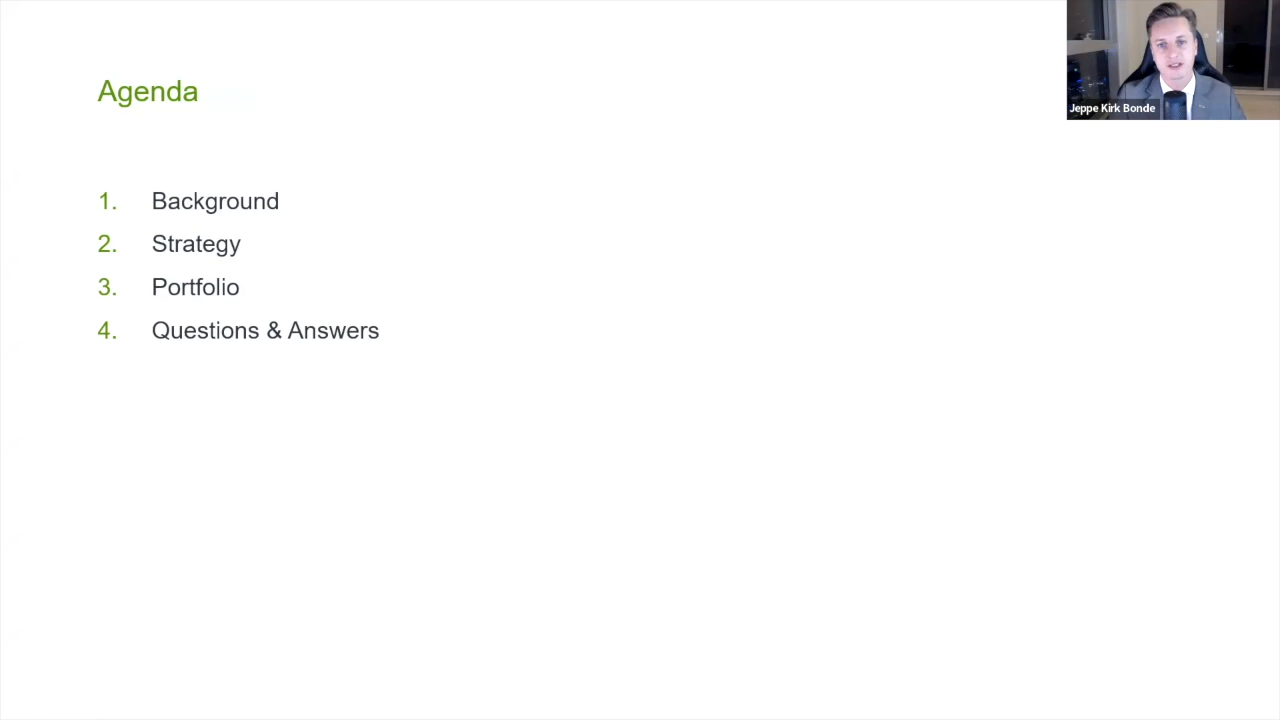 Agenda
Jeppe Kirk Bonde
1. Background
2. Strategy
3. Portfolio
4. Questions & Answers